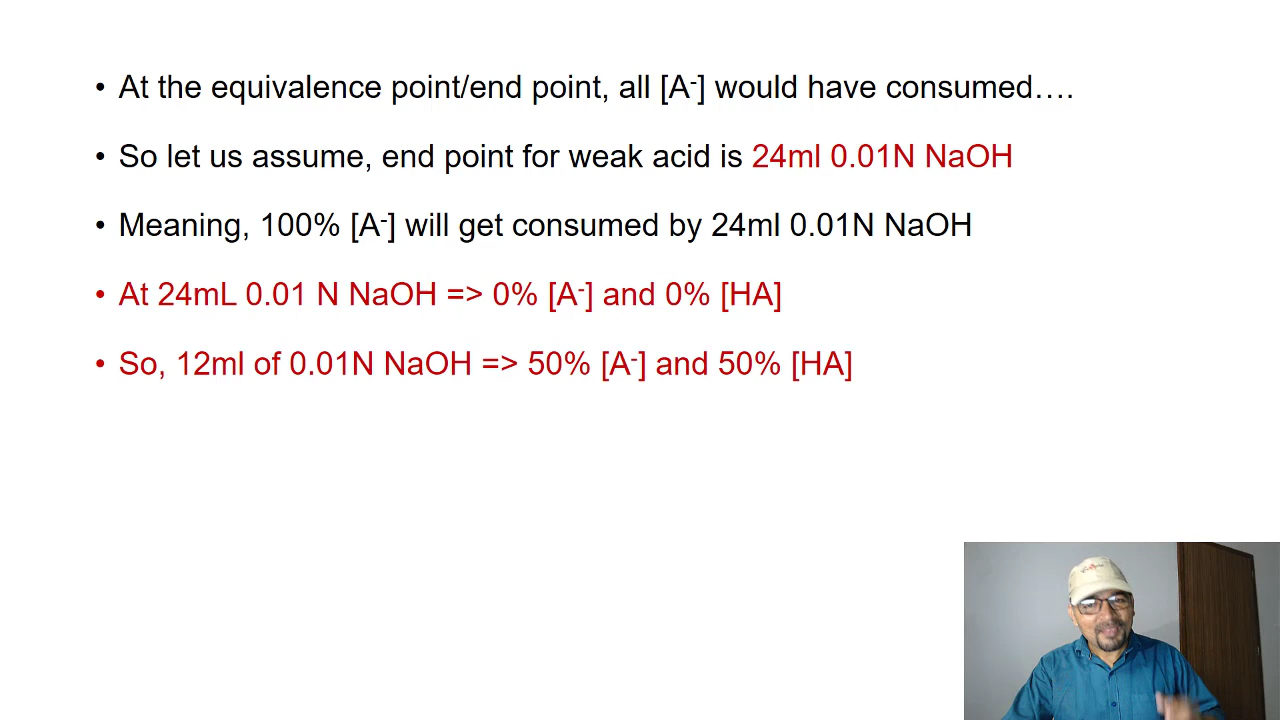 • At the equivalence point/end point, all [A-] would have consumed….
• So let us assume, end point for weak acid is 24ml 0.01N NaOH
• Meaning, 100% [A-] will get consumed by 24ml 0.01N NaOH
• At 24mL 0.01 N NaOH => 0% [A-] and 0% [HA]
• So, 12ml of 0.01N NaOH => 50% [A-] and 50% [HA]